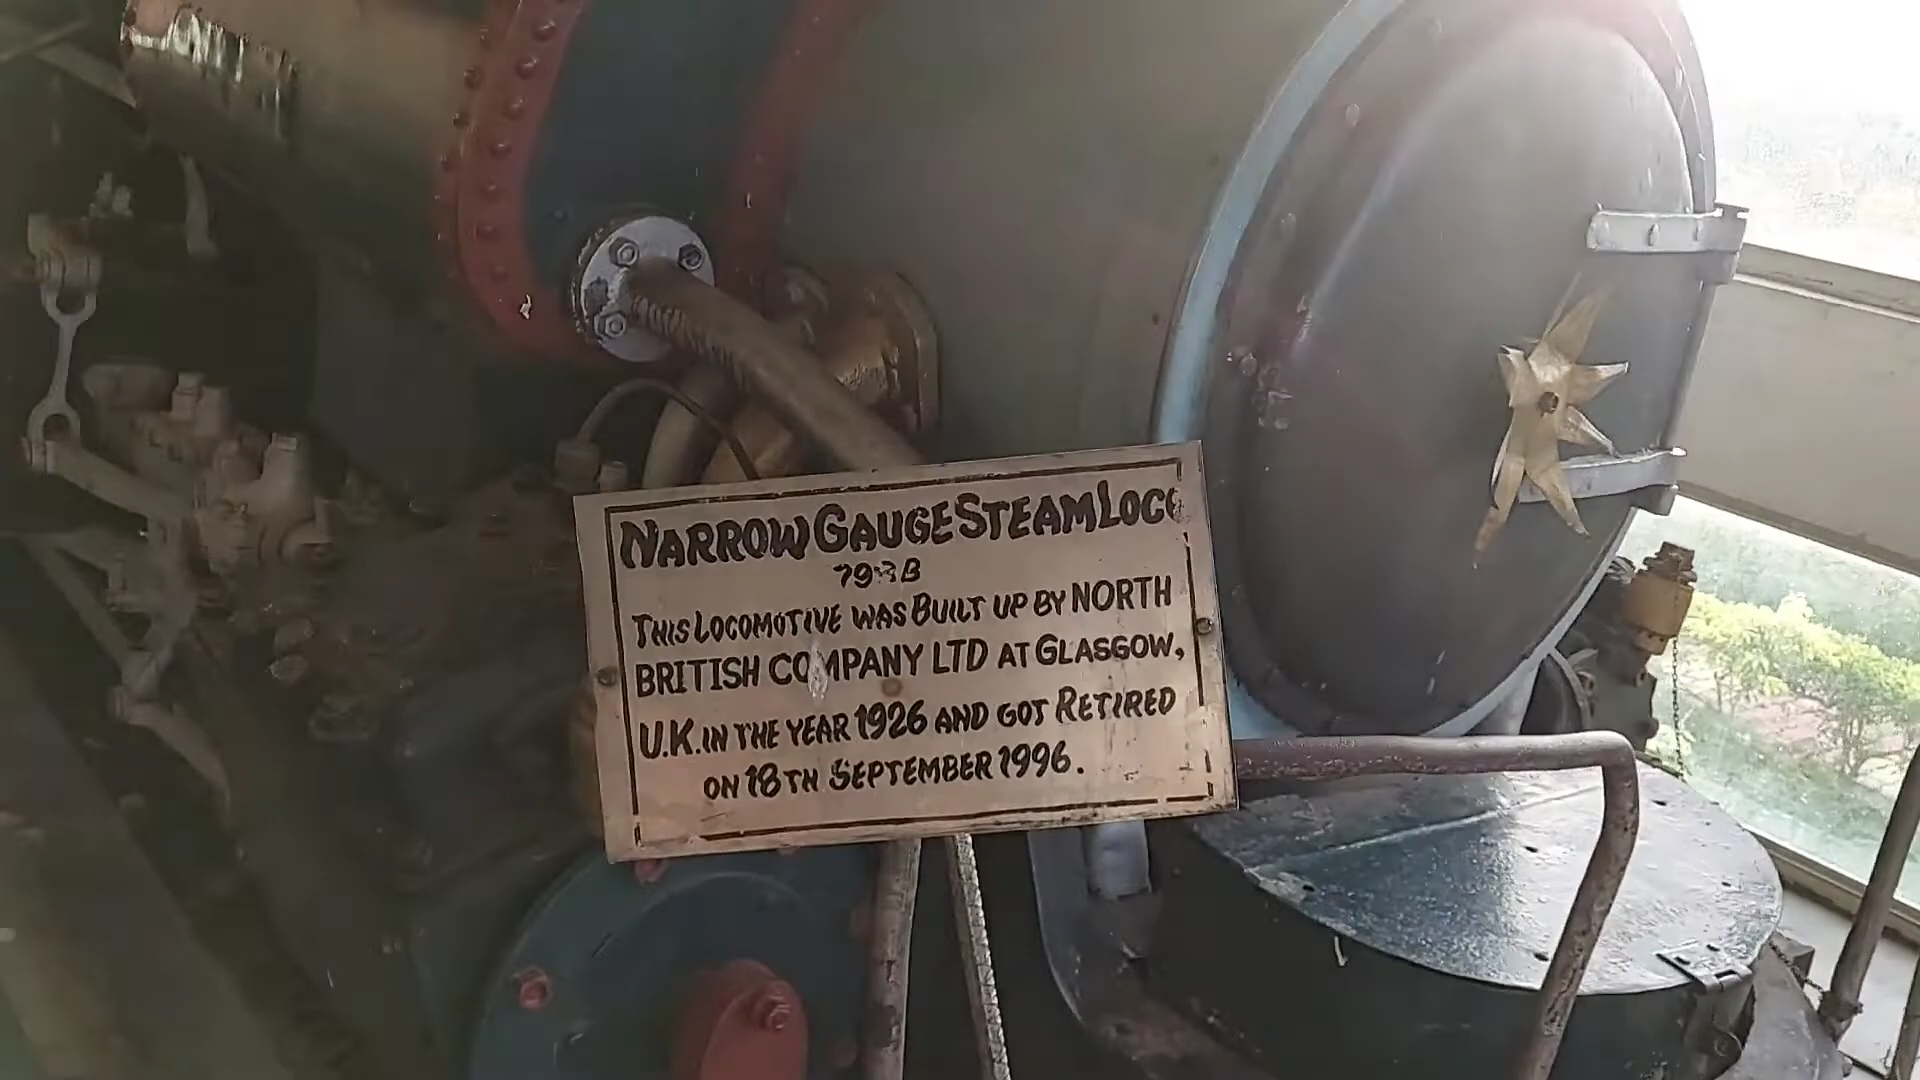 NARROW GAUGE STEAM LOCO
THIS LOCOMOTIVE WAS BUILT UP BY NORTH
BRITISH COMPANY LTD AT GLASGOW,
U.K. IN THE YEAR 1926 AND GOT RETIRED
ON 18TH SEPTEMBER 1996.